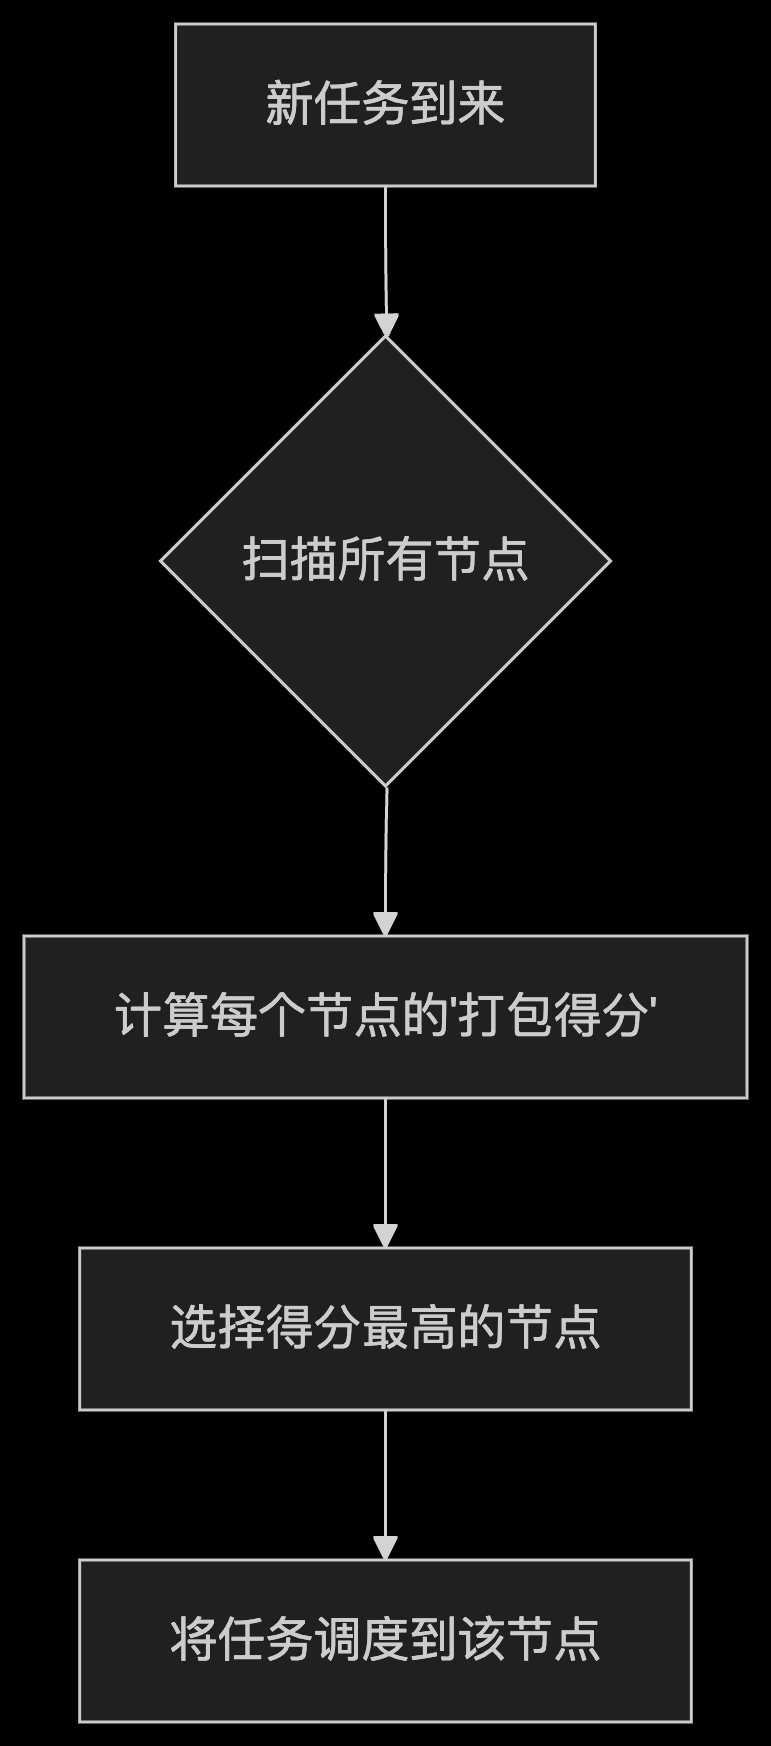 新任务到来
扫描所有节点
计算每个节点的'打包得分'
选择得分最高的节点
将任务调度到该节点